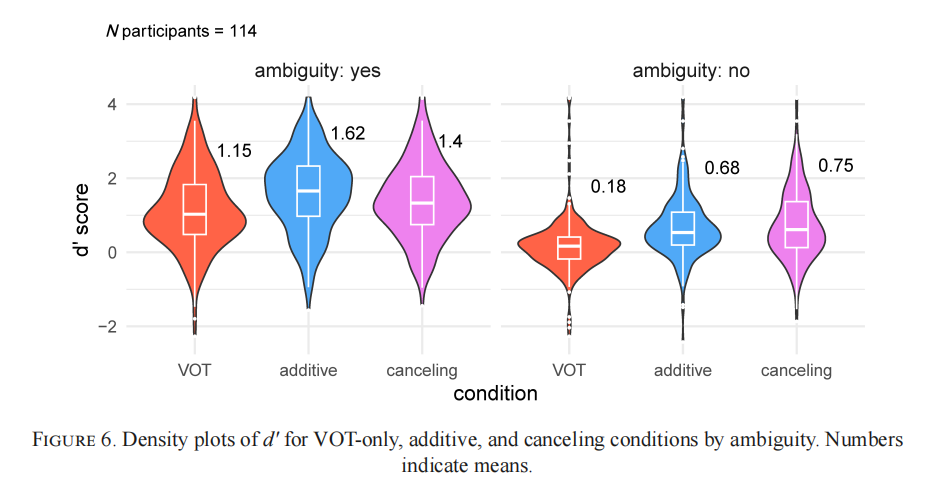 N participants = 114
ambiguity: yes
ambiguity: no
d' score
4
2
0
−2
1.15
1.62
1.4
0.18
0.68
0.75
VOT additive canceling
VOT additive canceling
condition
FIGURE 6. Density plots of d′ for VOT-only, additive, and canceling conditions by ambiguity. Numbers
indicate means.